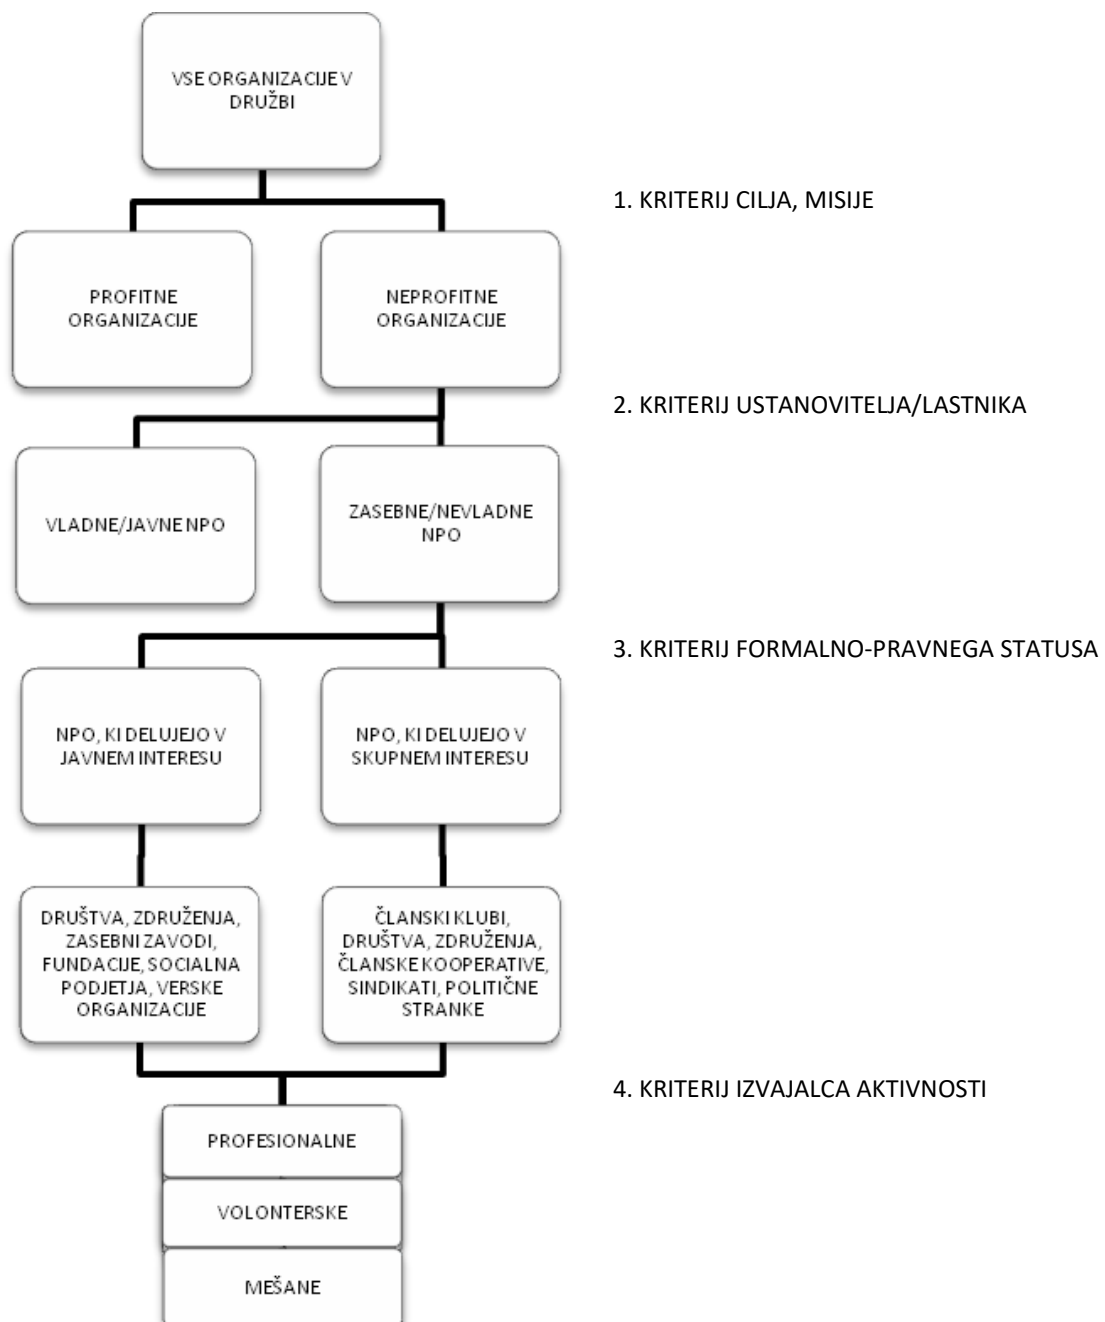 VSE ORGANIZACIJE V
DRUŽBI
1. KRITERIJ CILJA, MISIJE
PROFITNE
ORGANIZACIJE
NEPROFITNE
ORGANIZACIJE
2. KRITERIJ USTANOVITELJA/LASTNIKA
VLADNE/JAVNE NPO
ZASEBNE/NEVLADNE
NPO
3. KRITERIJ FORMALNO-PRAVNEGA STATUSA
NPO, KI DELUJEJO V
JAVNEM INTERESU
NPO, KI DELUJEJO V
SKUPNEM INTERESU
DRUŠTVA, ZDRUŽENJA,
ZASEBNI ZAVODI,
FUNDACIJE, SOCIALNA
PODJETJA, VERSKE
ORGANIZACIJE
ČLANSKI KLUBI,
DRUŠTVA, ZDRUŽENJA,
ČLANSKE KOOPERATIVE,
SINDIKATI, POLITIČNE
STRANKE
4. KRITERIJ IZVAJALCA AKTIVNOSTI
PROFESIONALNE
VOLONTERSKE
MEŠANE